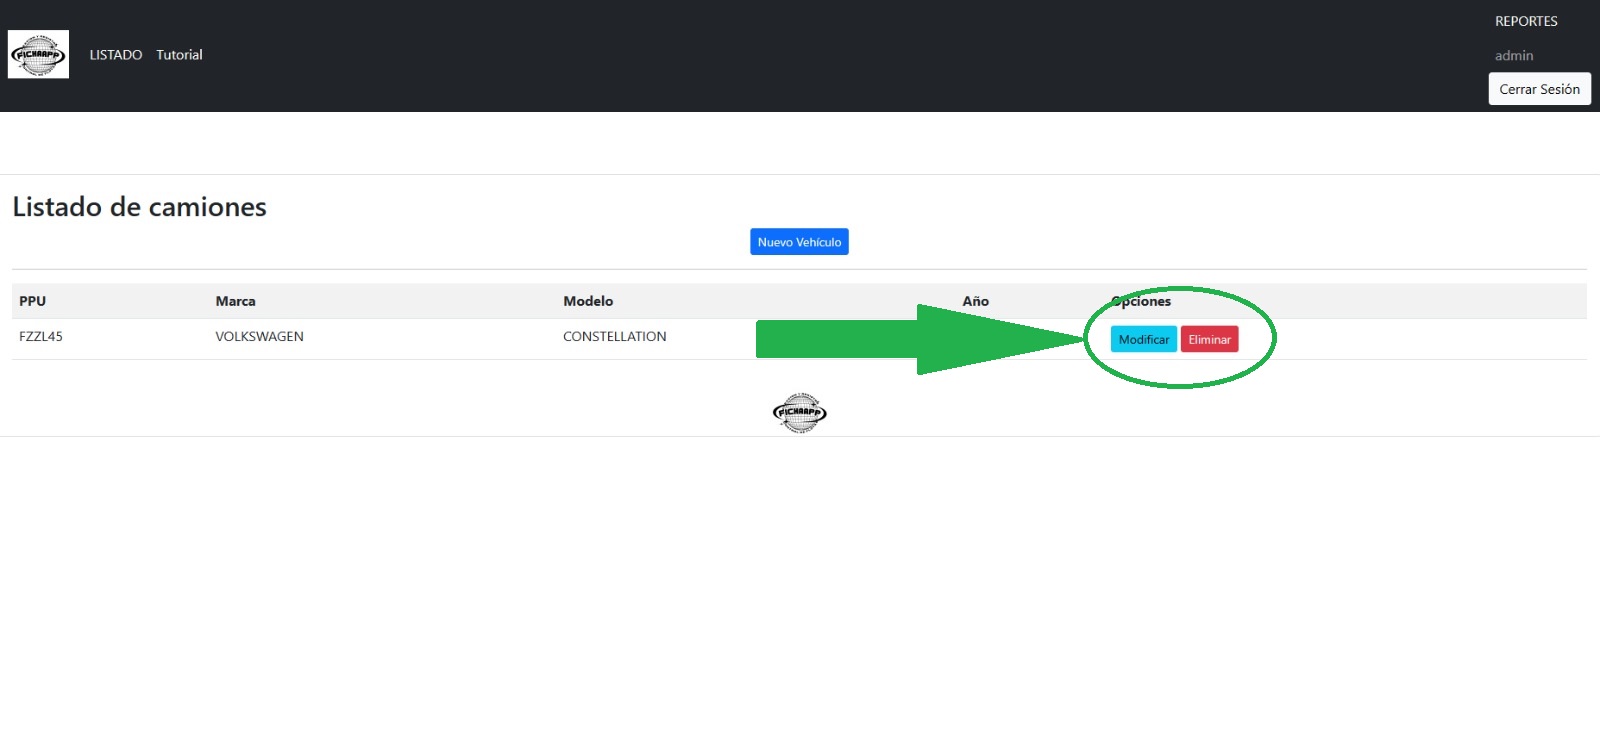 REPORTES
FICHAAPP
LISTADO Tutorial
admin
Cerrar Sesión
Listado de camiones
Nuevo Vehículo
PPU Marca Modelo Año Opciones
FZZL45 VOLKSWAGEN CONSTELLATION Modificar Eliminar
FICHAAPP